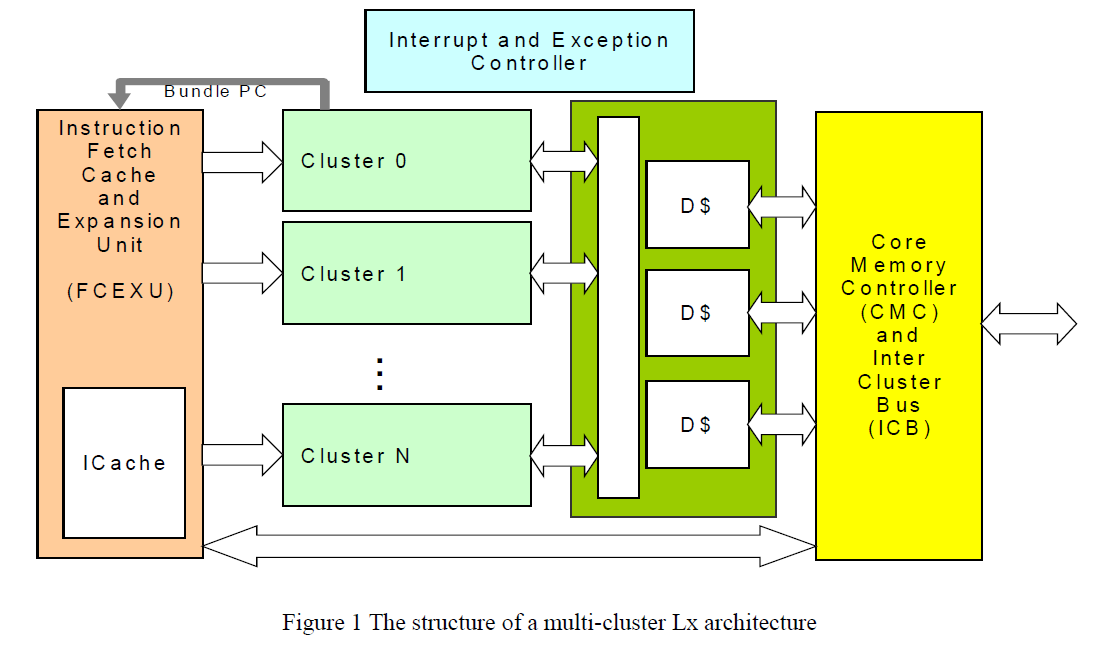 Interrupt and Exception
Controller
Bundle PC
Instruction
Fetch
Cache
and
Expansion
Unit
(FCEXU)
ICache
Cluster 0
Cluster 1
⋮
Cluster N
D$
D$
D$
Core
Memory
Controller
(CMC)
and
Inter
Cluster
Bus
(ICB)
Figure 1 The structure of a multi-cluster Lx architecture